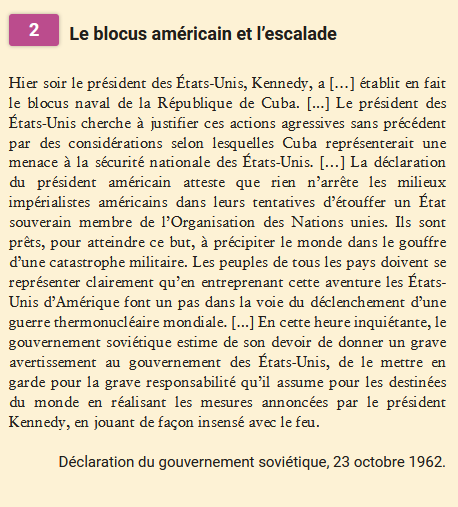 2
Le blocus américain et l’escalade
Hier soir le président des États-Unis, Kennedy, a […] établit en fait
le blocus naval de la République de Cuba. [...] Le président des
États-Unis cherche à justifier ces actions agressives sans précédent
par des considérations selon lesquelles Cuba représenterait une
menace à la sécurité nationale des États-Unis. […] La déclaration
du président américain atteste que rien n’arrête les milieux
impérialistes américains dans leurs tentatives d’étouffer un État
souverain membre de l’Organisation des Nations unies. Ils sont
prêts, pour atteindre ce but, à précipiter le monde dans le gouffre
d’une catastrophe militaire. Les peuples de tous les pays doivent se
représenter clairement qu’en entreprenant cette aventure les États-
Unis d’Amérique font un pas dans la voie du déclenchement d’une
guerre thermonucléaire mondiale. [...] En cette heure inquiétante, le
gouvernement soviétique estime de son devoir de donner un grave
avertissement au gouvernement des États-Unis, de le mettre en
garde pour la grave responsabilité qu’il assume pour les destinées
du monde en réalisant les mesures annoncées par le président
Kennedy, en jouant de façon insensé avec le feu.
Déclaration du gouvernement soviétique, 23 octobre 1962.